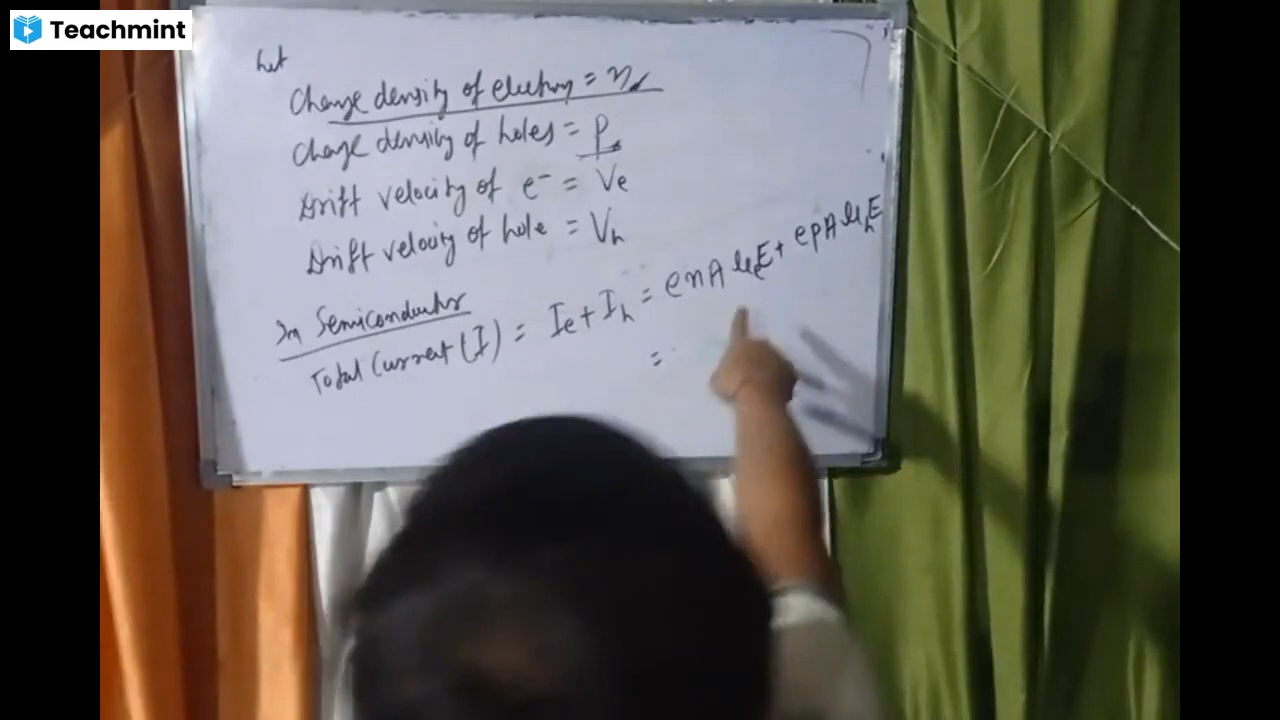 Teachmint
Let
Charge density of electrons = n
Charge density of holes = p
Drift velocity of e⁻ = Ve
Drift velocity of hole = Vh
In Semiconductor
Total Current (I) = Ie + Ih = enAμeE + epAμhE
=